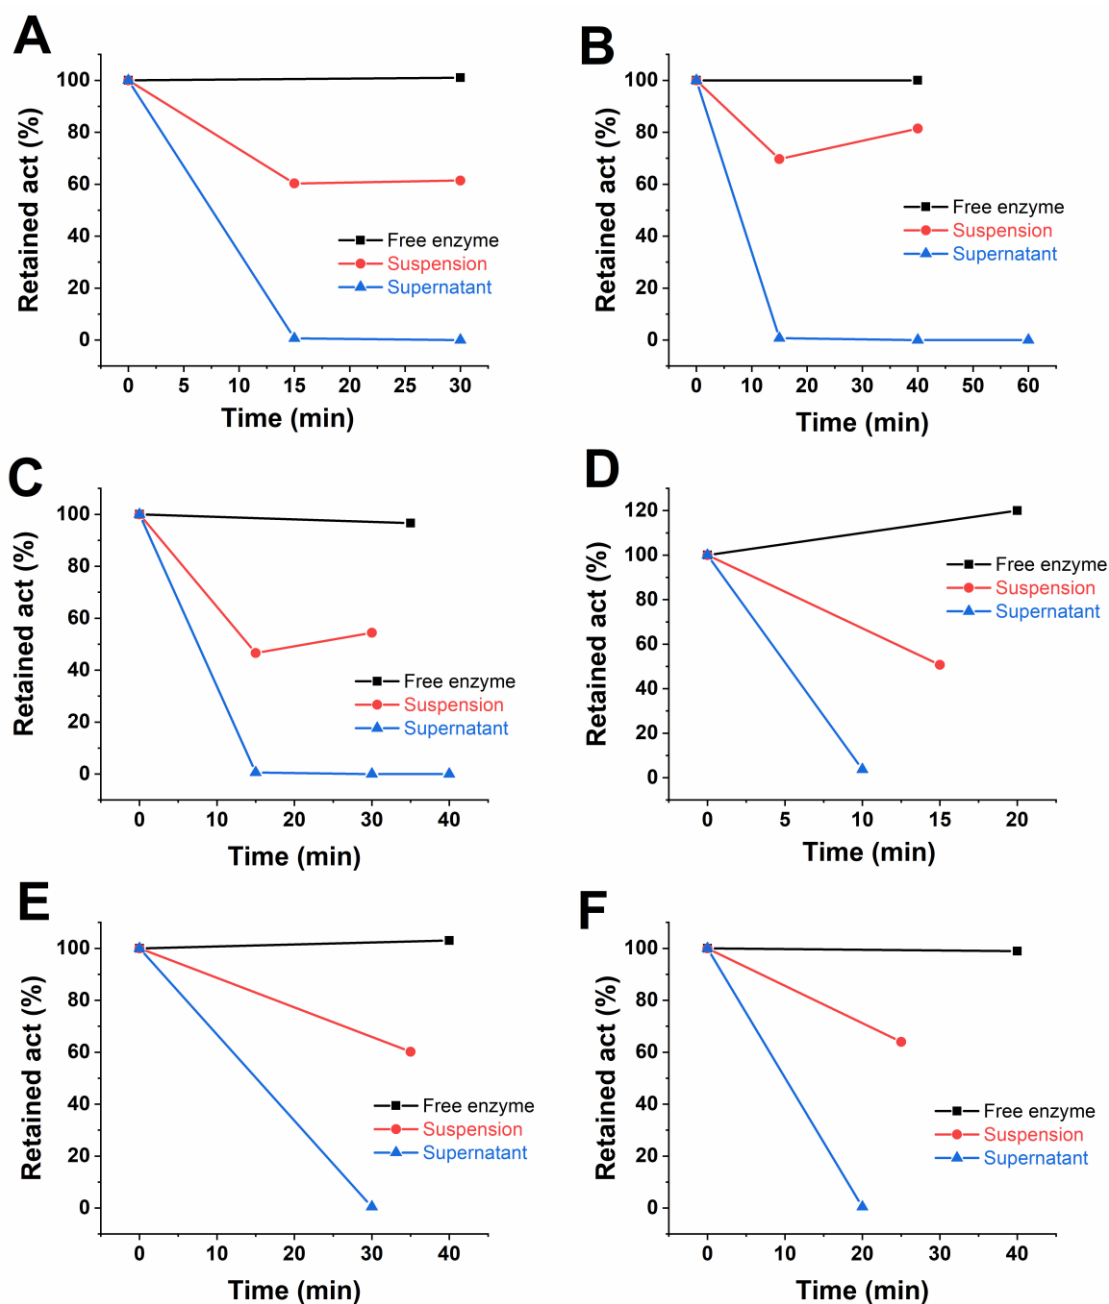 A
Retained act (%)
100
80
60
40
20
0
Free enzyme
Suspension
Supernatant
0 5 10 15 20 25 30
Time (min)
B
Retained act (%)
100
80
60
40
20
0
Free enzyme
Suspension
Supernatant
0 10 20 30 40 50 60
Time (min)
C
Retained act (%)
100
80
60
40
20
0
Free enzyme
Suspension
Supernatant
0 10 20 30 40
Time (min)
D
Retained act (%)
120
100
80
60
40
20
0
Free enzyme
Suspension
Supernatant
0 5 10 15 20
Time (min)
E
Retained act (%)
100
80
60
40
20
0
Free enzyme
Suspension
Supernatant
0 10 20 30 40
Time (min)
F
Retained act (%)
100
80
60
40
20
0
Free enzyme
Suspension
Supernatant
0 10 20 30 40
Time (min)